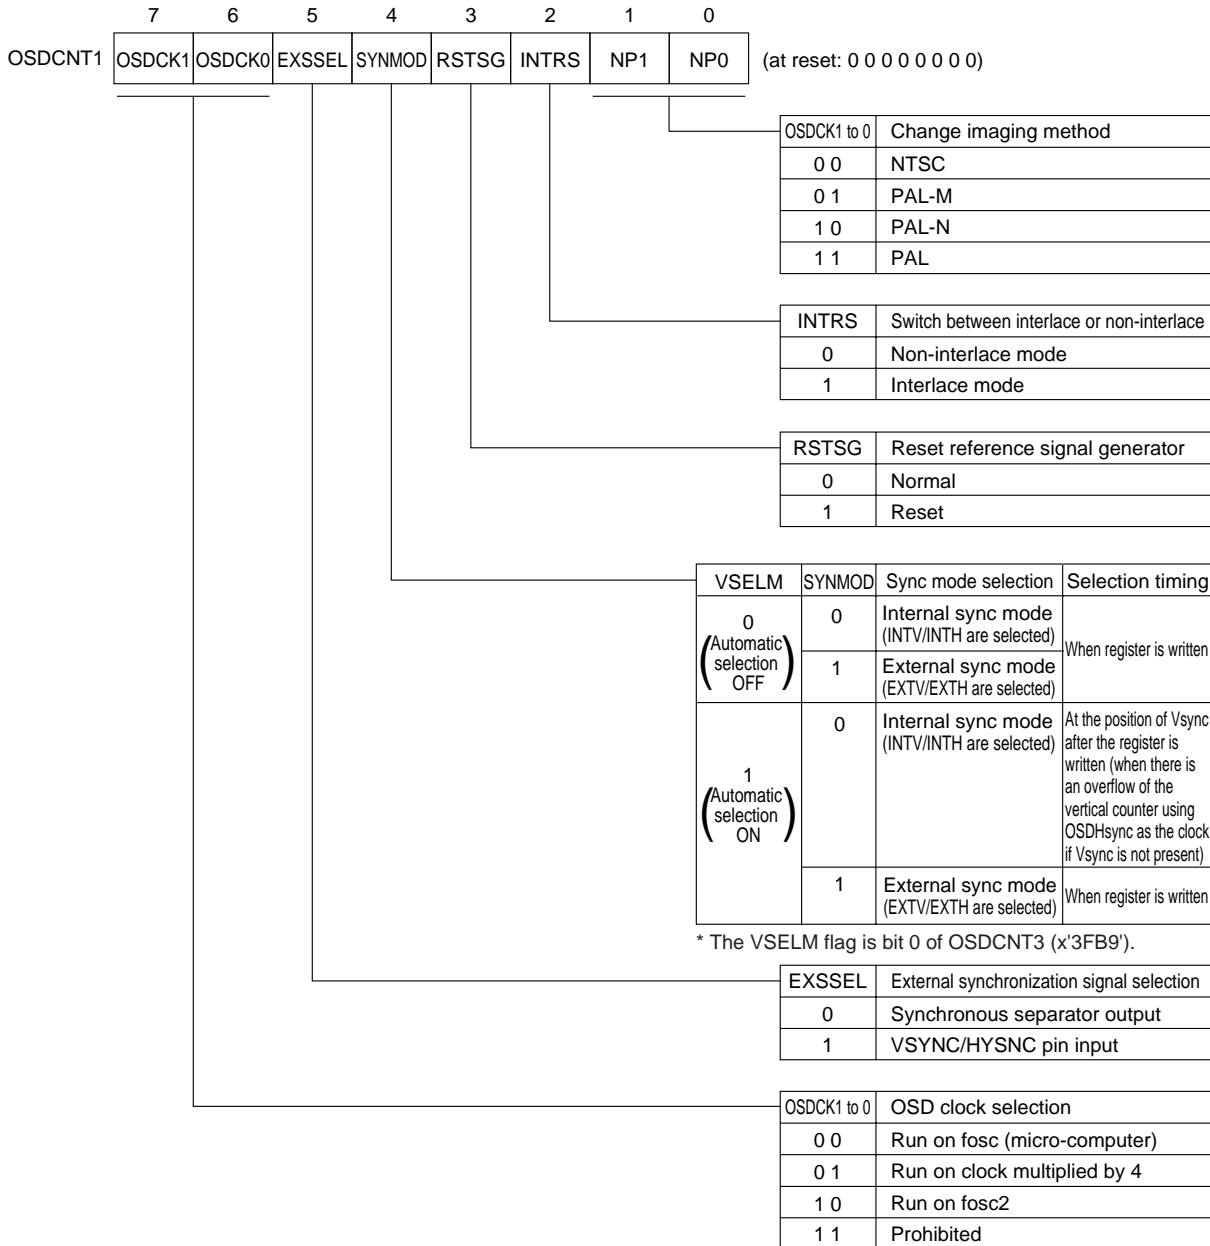 7 6 5 4 3 2 1 0
OSDCNT1 OSDCK1 OSDCK0 EXSSEL SYNMOD RSTSG INTRS NP1 NP0 (at reset: 0 0 0 0 0 0 0 0)
OSDCK1 to 0 Change imaging method
0 0 NTSC
0 1 PAL-M
1 0 PAL-N
1 1 PAL
INTRS Switch between interlace or non-interlace
0 Non-interlace mode
1 Interlace mode
RSTSG Reset reference signal generator
0 Normal
1 Reset
VSELM SYNMOD Sync mode selection Selection timing
0
(Automatic
selection
OFF)
0 Internal sync mode
(INTV/INTH are selected)
1 External sync mode
(EXTV/EXTH are selected)
When register is written
1
(Automatic
selection
ON)
0 Internal sync mode
(INTV/INTH are selected)
At the position of Vsync
after the register is
written (when there is
an overflow of the
vertical counter using
OSDHsync as the clock
if Vsync is not present)
1 External sync mode
(EXTV/EXTH are selected)
When register is written
* The VSELM flag is bit 0 of OSDCNT3 (x'3FB9').
EXSSEL External synchronization signal selection
0 Synchronous separator output
1 VSYNC/HYSNC pin input
OSDCK1 to 0 OSD clock selection
0 0 Run on fosc (micro-computer)
0 1 Run on clock multiplied by 4
1 0 Run on fosc2
1 1 Prohibited